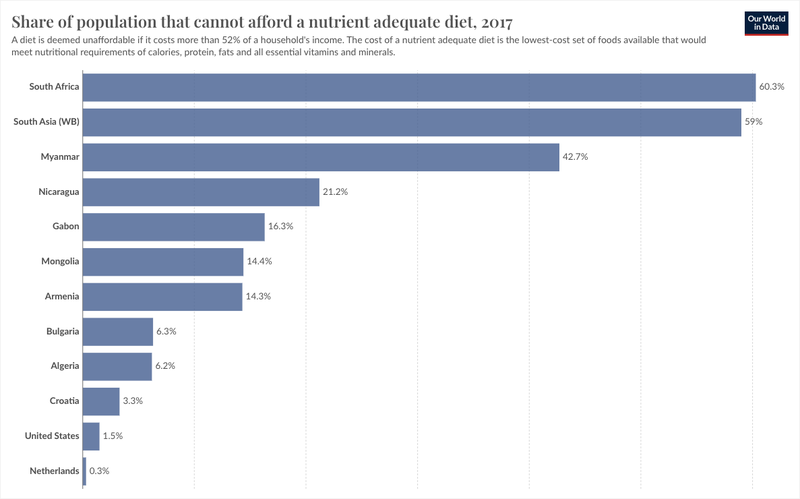 Share of population that cannot afford a nutrient adequate diet, 2017
Our World
in Data
A diet is deemed unaffordable if it costs more than 52% of a household's income. The cost of a nutrient adequate diet is the lowest-cost set of foods available that would
meet nutritional requirements of calories, protein, fats and all essential vitamins and minerals.
South Africa 60.3%
South Asia (WB) 59%
Myanmar 42.7%
Nicaragua 21.2%
Gabon 16.3%
Mongolia 14.4%
Armenia 14.3%
Bulgaria 6.3%
Algeria 6.2%
Croatia 3.3%
United States 1.5%
Netherlands 0.3%